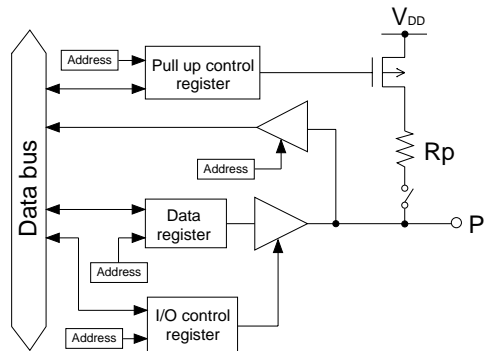 VDD
Address
Pull up control
register
Rp
Address
Data bus
Data
register
P
Address
I/O control
register
Address